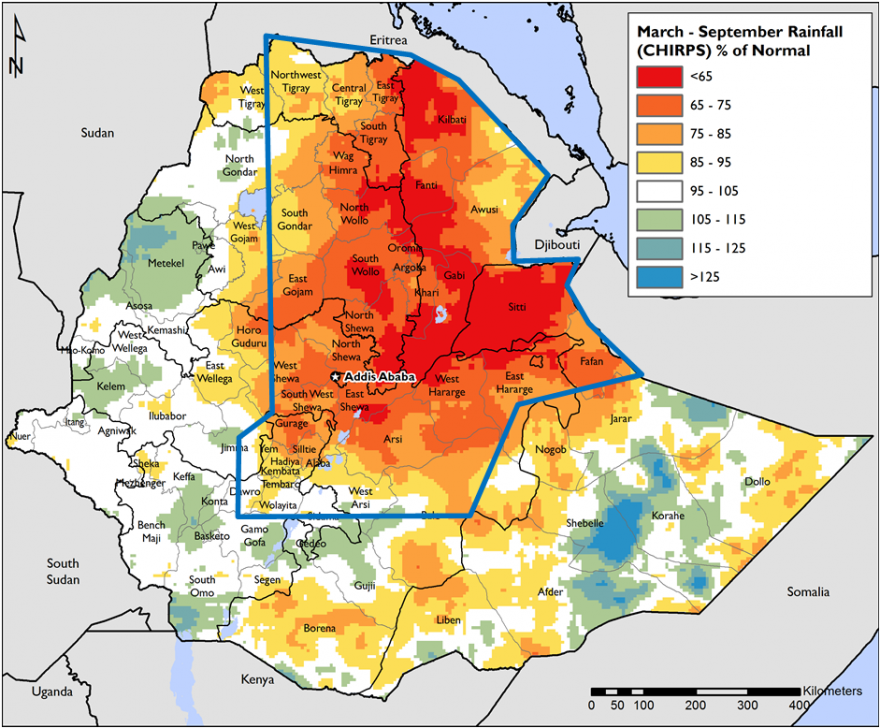 N
Eritrea
March - September Rainfall
(CHIRPS) % of Normal
<65
65 - 75
75 - 85
85 - 95
95 - 105
105 - 115
115 - 125
>125
Sudan
West
Tigray
Northwest
Tigray
Central
Tigray
East
Tigray
South
Tigray
Kilbati
North
Gondar
Wag
Himra
Fanti
Awusi
South
Gondar
North
Wollo
West
Gojam
Pawe
Awi
Metekel
Djibouti
Oromo
Argoba
South
Wollo
Gabi
Khari
East
Gojam
Sitti
Asosa
Kemashi
North
Shewa
North
Shewa
Horo
Guduru
West
Wellega
Mao-Komo
East
Wellega
West
Shewa
Addis Ababa
Fafan
Kelem
South West
Shewa
East
Shewa
West
Hararge
East
Hararge
Ilubabor
Itang
Nuer
Agniwak
Gurage
Arsi
Jarar
Jimma
Yem
Silltie
Hadiya
Alaba
Kembata
Tembaro
Nogob
Sheka
Mezhenger
Keffa
Dawro
Wolayita
West
Arsi
Konta
Dollo
Bench
Maji
Basketo
Gamo
Gofa
Gedeo
Shebelle
Korahe
South
Sudan
South
Omo
Segen
Gujii
Afder
Somalia
Borena
Liben
Uganda
Kenya
0 50 100 200 300 400
Kilometers